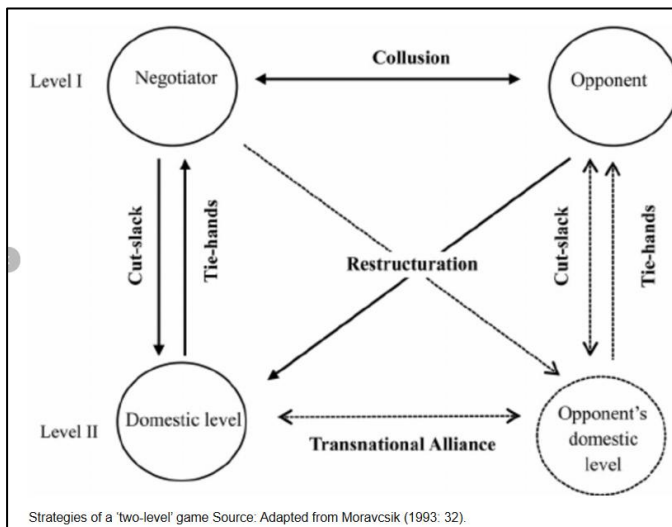 Collusion
Level I
Negotiator
Opponent
Cut-slack
Tie-hands
Restructuration
Cut-slack
Tie-hands
Level II
Domestic level
Transnational Alliance
Opponent's
domestic
level
Strategies of a 'two-level' game Source: Adapted from Moravcsik (1993: 32).